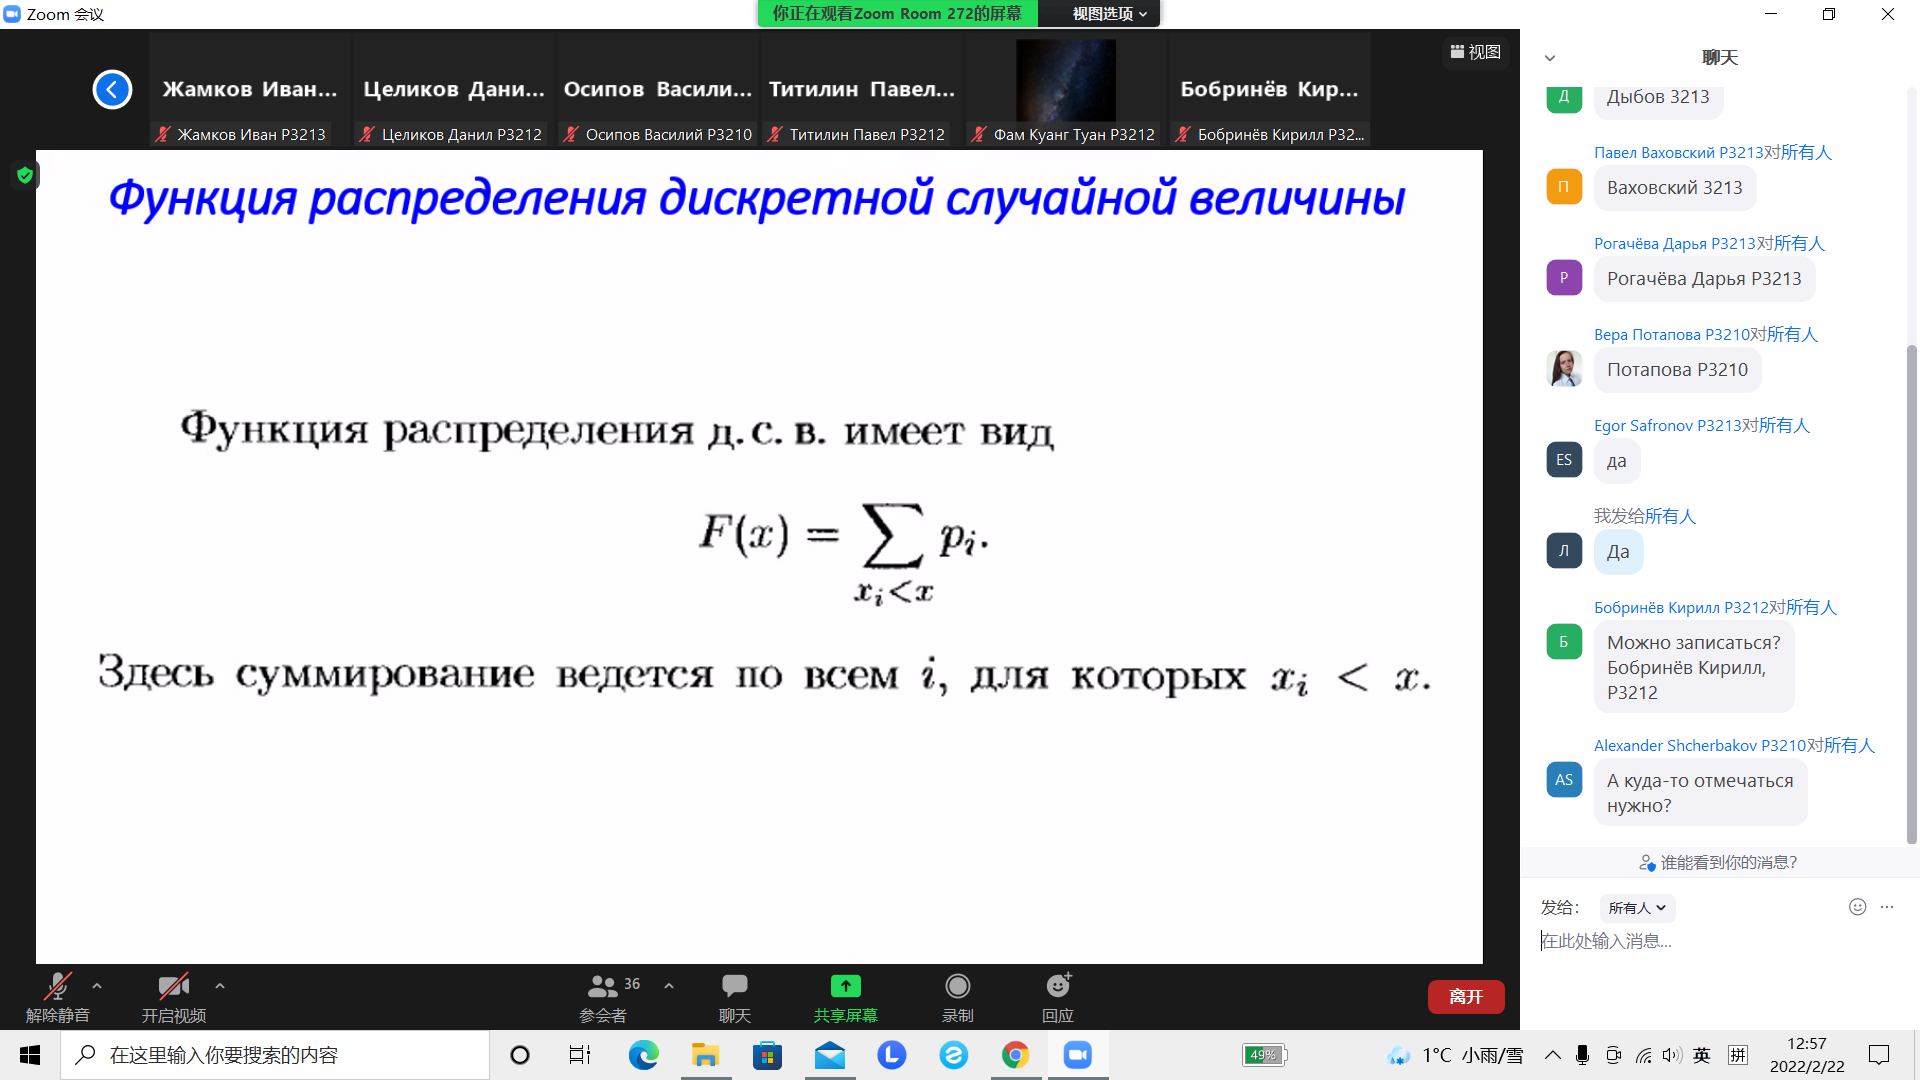 Zoom 会议
你正在观看Zoom Room 272的屏幕
视图选项
视图
Жамков Иван...
Целиков Дани...
Осипов Васили...
Титилин Павел...
Бобринёв Кир...
Жамков Иван P3213
Целиков Данил P3212
Осипов Василий P3210
Титилин Павел P3212
Фам Куанг Туан P3212
Бобринёв Кирилл P32...
Функция распределения дискретной случайной величины
Функция распределения д. с. в. имеет вид
F(x) = ∑ pᵢ.
xᵢ<x
Здесь суммирование ведется по всем i, для которых xᵢ < x.
聊天
Д
Дыбов 3213
Павел Ваховский P3213对所有人
П
Ваховский 3213
Рогачёва Дарья P3213对所有人
Р
Рогачёва Дарья P3213
Вера Потапова P3210对所有人
Потапова P3210
Egor Safronov P3213对所有人
ES
да
我发给所有人
Л
Да
Бобринёв Кирилл P3212对所有人
Б
Можно записаться?
Бобринёв Кирилл,
P3212
Alexander Shcherbakov P3210对所有人
AS
А куда-то отмечаться
нужно?
谁能看到你的消息?
发给:
所有人
在此处输入消息...
解除静音
开启视频
36
参会者
聊天
共享屏幕
录制
回应
离开
在这里输入你要搜索的内容
49%
1°C 小雨/雪
英
拼
12:57
2022/2/22